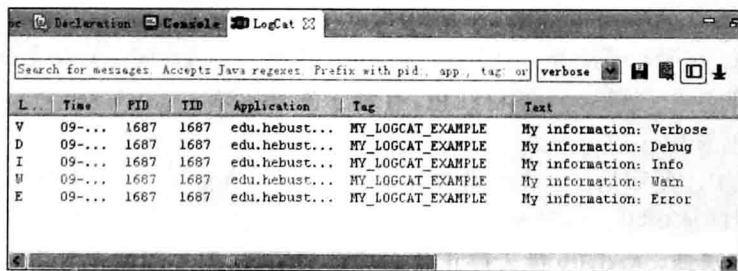 Declaration Console LogCat
Search for messages. Accepts Java regexes. Prefix with pid:, app:, tag: or verbose
L... Time PID TID Application Tag Text
V 09-... 1687 1687 edu.hebust... MY_LOGCAT_EXAMPLE My information: Verbose
D 09-... 1687 1687 edu.hebust... MY_LOGCAT_EXAMPLE My information: Debug
I 09-... 1687 1687 edu.hebust... MY_LOGCAT_EXAMPLE My information: Info
W 09-... 1687 1687 edu.hebust... MY_LOGCAT_EXAMPLE My information: Warn
E 09-... 1687 1687 edu.hebust... MY_LOGCAT_EXAMPLE My information: Error